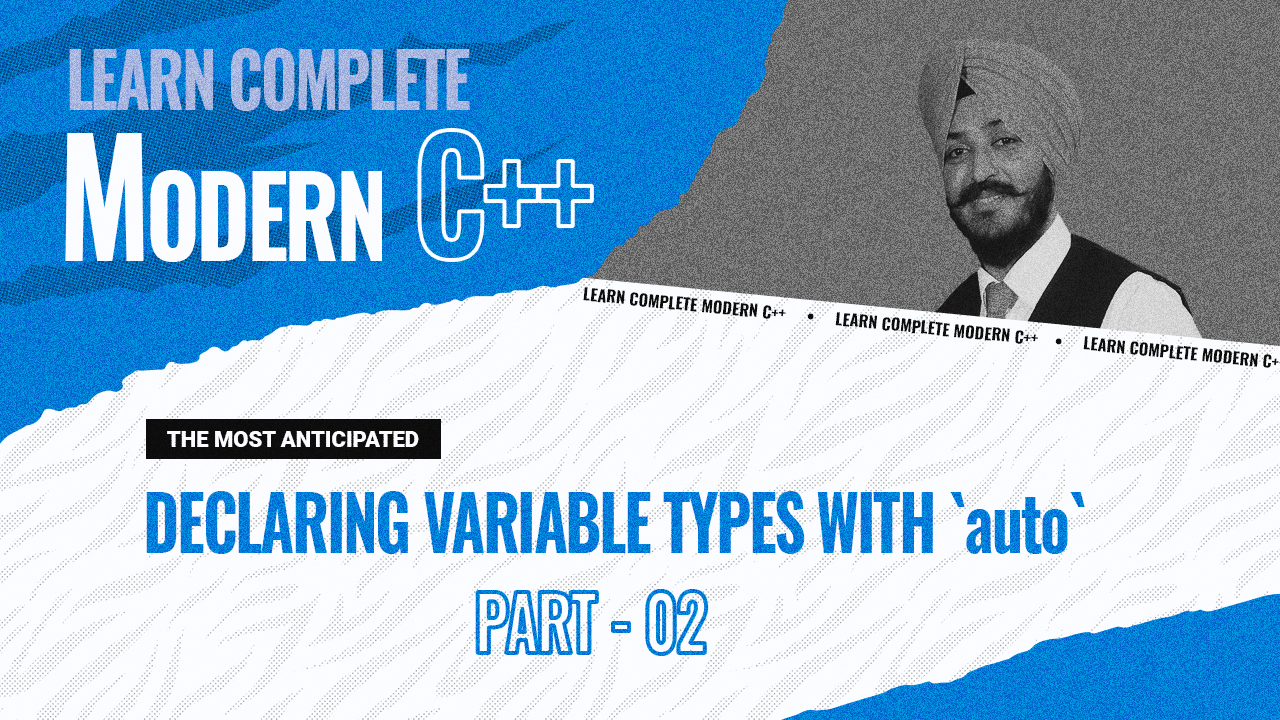 LEARN COMPLETE
MODERN C++
LEARN COMPLETE MODERN C++ • LEARN COMPLETE MODERN C++ • LEARN COMPLETE MODERN C+
THE MOST ANTICIPATED
DECLARING VARIABLE TYPES WITH `auto`
PART - 02